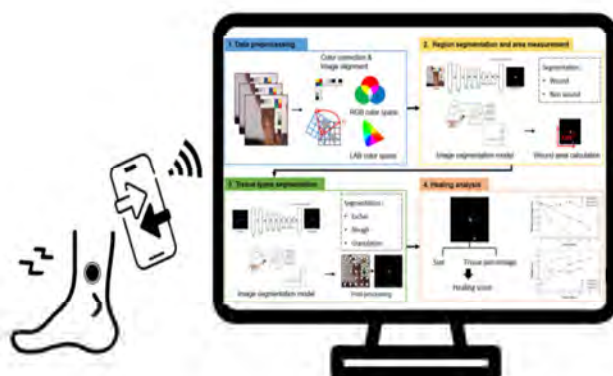 1. Data preprocessing
Color correction &
Image alignment
RGB color space
LAB color space
2. Region segmentation and area measurement
Segmentation :
• Wound
• Non wound
Image segmentation model
Wound area calculation
3. Tissue types segmentation
Segmentation :
• Eschar
• Slough
• Granulation
Image segmentation model
Post processing
4. Healing analysis
Size
Tissue percentage
Healing score